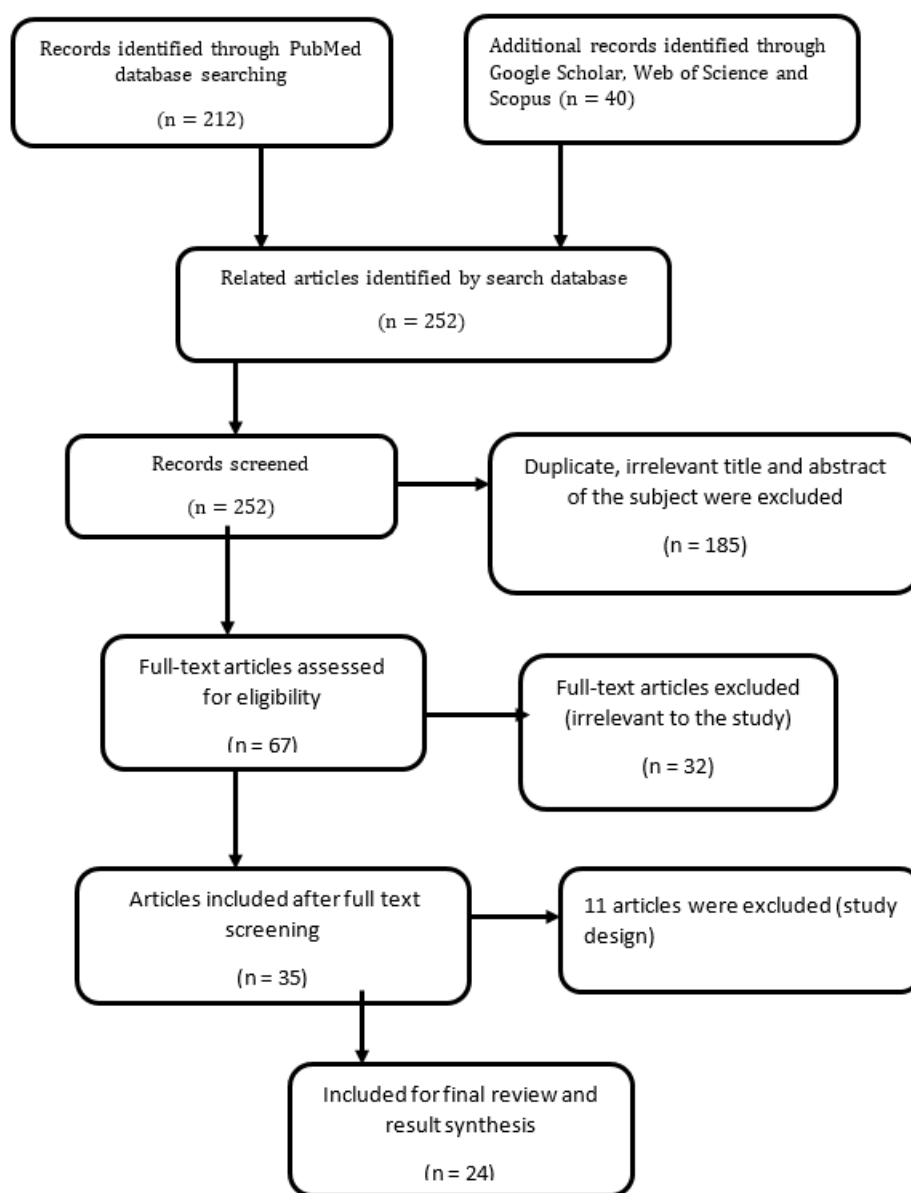 Records identified through PubMed
database searching
(n = 212)
Additional records identified through
Google Scholar, Web of Science and
Scopus (n = 40)
Related articles identified by search database
(n = 252)
Records screened
(n = 252)
Duplicate, irrelevant title and abstract
of the subject were excluded
(n = 185)
Full-text articles assessed
for eligibility
(n = 67)
Full-text articles excluded
(irrelevant to the study)
(n = 32)
Articles included after full text
screening
(n = 35)
11 articles were excluded (study
design)
Included for final review and
result synthesis
(n = 24)